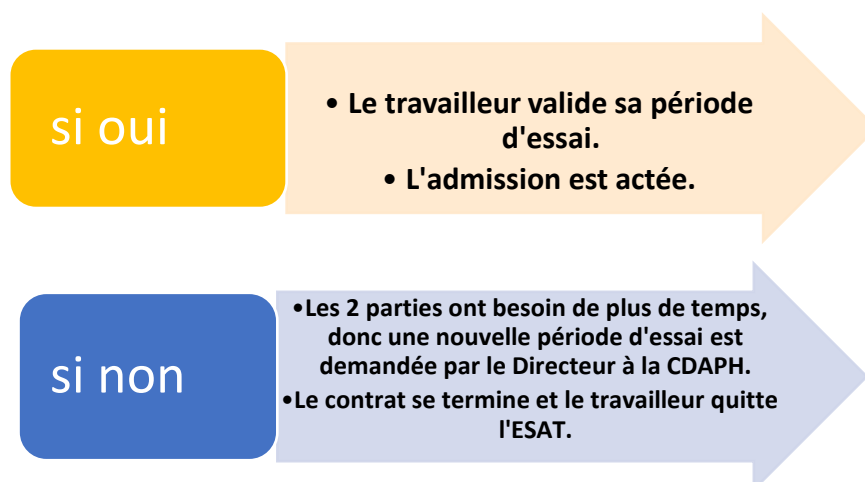 si oui
• Le travailleur valide sa période
d'essai.
• L'admission est actée.
si non
•Les 2 parties ont besoin de plus de temps,
donc une nouvelle période d'essai est
demandée par le Directeur à la CDAPH.
•Le contrat se termine et le travailleur quitte
l'ESAT.